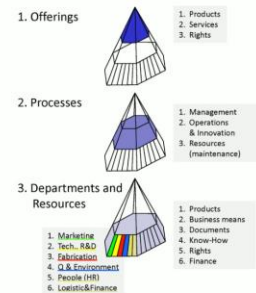 1. Offerings
1. Products
2. Services
3. Rights
2. Processes
1. Management
2. Operations
& Innovation
3. Resources
(maintenance)
3. Departments and
Resources
1. Marketing
2. Tech., R&D
3. Fabrication
4. Q & Environment
5. People (HR)
6. Logistic&Finance
1. Products
2. Business means
3. Documents
4. Know-How
5. Rights
6. Finance